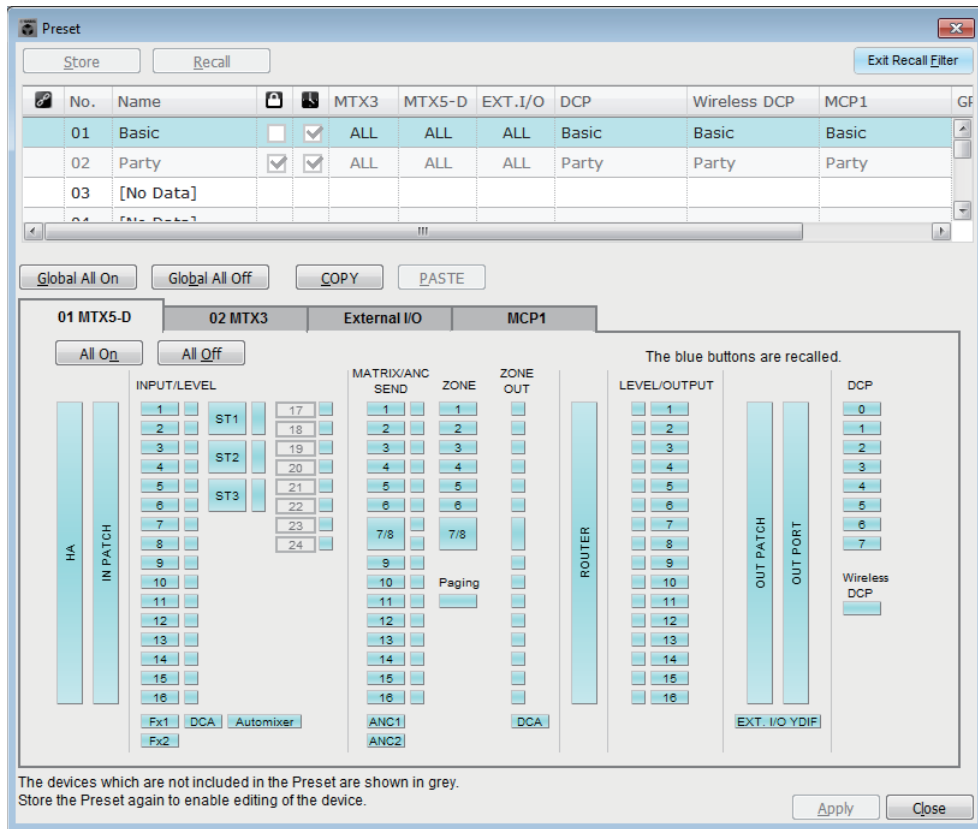 Preset
Store Recall Exit Recall Filter
No. Name MTX3 MTX5-D EXT.I/O DCP Wireless DCP MCP1
01 Basic ALL ALL ALL Basic Basic Basic
02 Party ALL ALL ALL Party Party Party
03 [No Data]
Global All On Global All Off COPY PASTE
01 MTX5-D 02 MTX3 External I/O MCP1
All On All Off The blue buttons are recalled.
INPUT/LEVEL MATRIX/ANC SEND ZONE ZONE OUT LEVEL/OUTPUT DCP
HA
IN PATCH
1 ST1 17 1 1 1 0
2 18 2 2 2 1
3 ST2 19 3 3 3 2
4 20 4 4 4 3
5 ST3 21 5 5 5 4
6 22 6 6 6 5
7 23 7/8 7/8 7 6
8 24 8 7
9 9 9
10 10 Paging 10 Wireless DCP
11 11 11
12 12 12
13 13 13
14 14 14
15 15 15
16 16 16
ROUTER
OUT PATCH
OUT PORT
Fx1 DCA Automixer ANC1 DCA EXT. I/O YDIF
Fx2 ANC2
The devices which are not included in the Preset are shown in grey.
Store the Preset again to enable editing of the device.
Apply Close